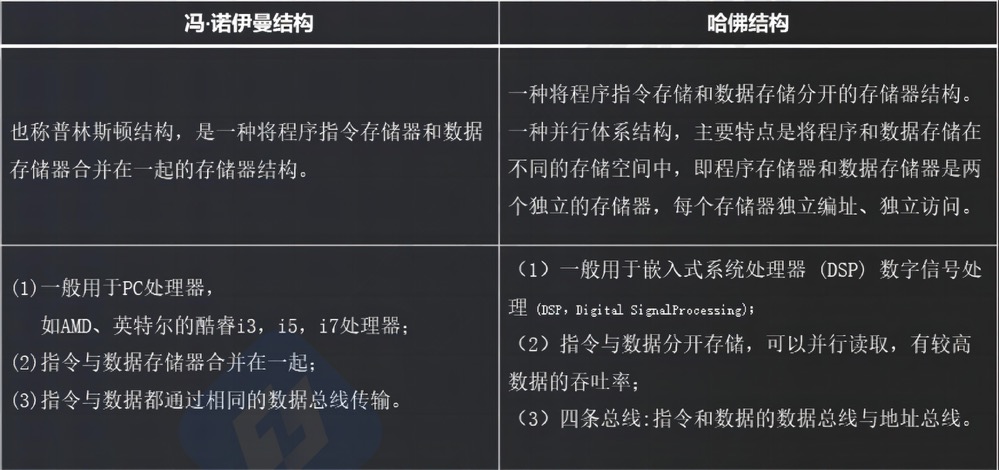 冯·诺伊曼结构
哈佛结构
也称普林斯顿结构，是一种将程序指令存储器和数据
存储器合并在一起的存储器结构。
一种将程序指令存储和数据存储分开的存储器结构。
一种并行体系结构，主要特点是将程序和数据存储在
不同的存储空间中，即程序存储器和数据存储器是两
个独立的存储器，每个存储器独立编址、独立访问。
(1)一般用于PC处理器，
如AMD、英特尔的酷睿i3，i5，i7处理器；
(2)指令与数据存储器合并在一起；
(3)指令与数据都通过相同的数据总线传输。
（1）一般用于嵌入式系统处理器 (DSP) 数字信号处
理 (DSP，Digital SignalProcessing)；
（2）指令与数据分开存储，可以并行读取，有较高
数据的吞吐率；
（3）四条总线:指令和数据的数据总线与地址总线。